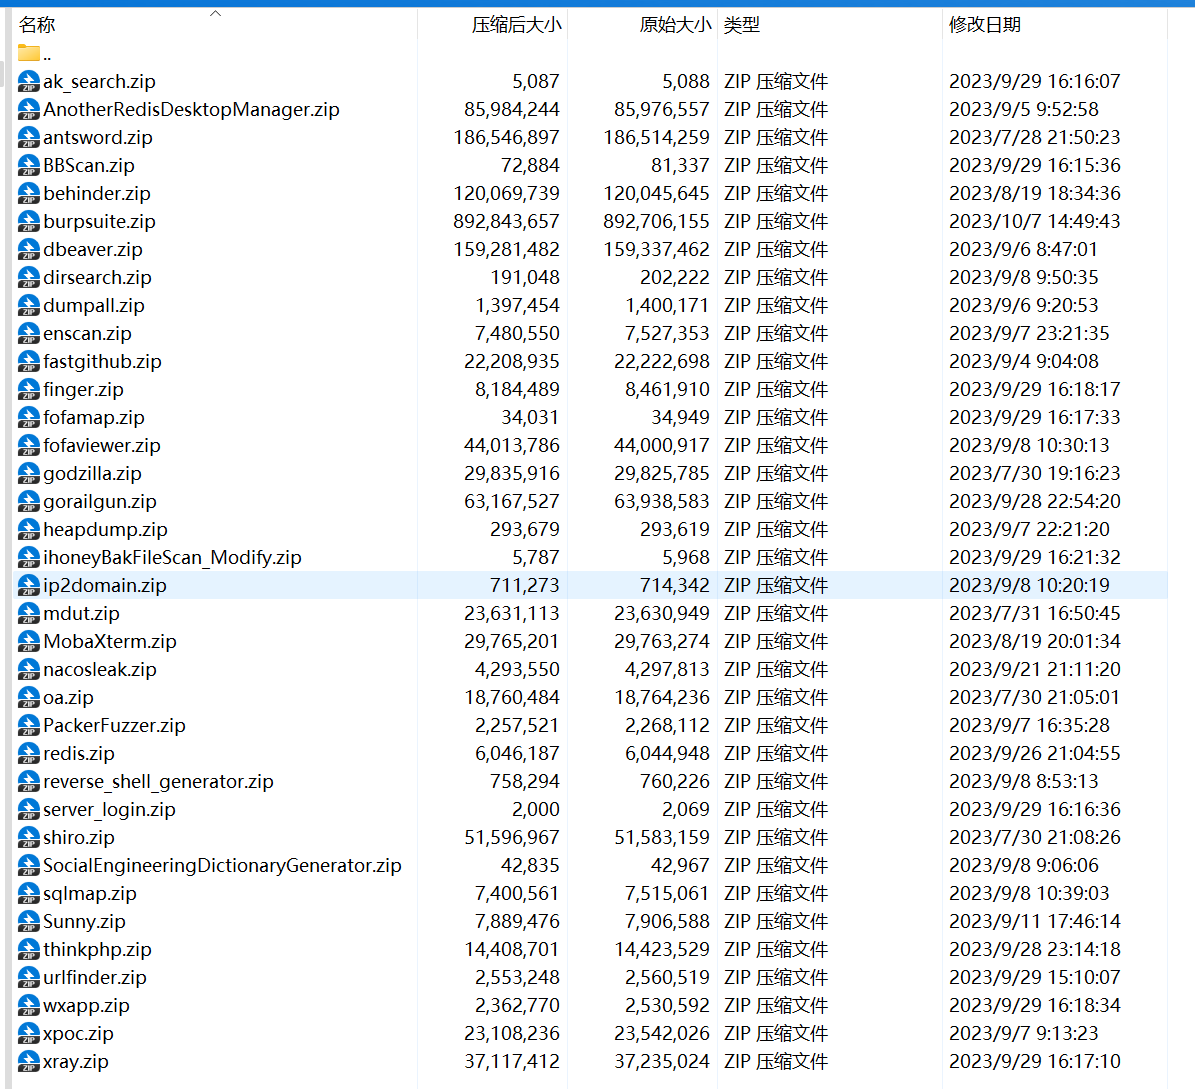 名称 压缩后大小 原始大小 类型 修改日期
..
ak_search.zip 5,087 5,088 ZIP 压缩文件 2023/9/29 16:16:07
AnotherRedisDesktopManager.zip 85,984,244 85,976,557 ZIP 压缩文件 2023/9/5 9:52:58
antsword.zip 186,546,897 186,514,259 ZIP 压缩文件 2023/7/28 21:50:23
BBScan.zip 72,884 81,337 ZIP 压缩文件 2023/9/29 16:15:36
behinder.zip 120,069,739 120,045,645 ZIP 压缩文件 2023/8/19 18:34:36
burpsuite.zip 892,843,657 892,706,155 ZIP 压缩文件 2023/10/7 14:49:43
dbeaver.zip 159,281,482 159,337,462 ZIP 压缩文件 2023/9/6 8:47:01
dirsearch.zip 191,048 202,222 ZIP 压缩文件 2023/9/8 9:50:35
dumpall.zip 1,397,454 1,400,171 ZIP 压缩文件 2023/9/6 9:20:53
enscan.zip 7,480,550 7,527,353 ZIP 压缩文件 2023/9/7 23:21:35
fastgithub.zip 22,208,935 22,222,698 ZIP 压缩文件 2023/9/4 9:04:08
finger.zip 8,184,489 8,461,910 ZIP 压缩文件 2023/9/29 16:18:17
fofamap.zip 34,031 34,949 ZIP 压缩文件 2023/9/29 16:17:33
fofaviewer.zip 44,013,786 44,000,917 ZIP 压缩文件 2023/9/8 10:30:13
godzilla.zip 29,835,916 29,825,785 ZIP 压缩文件 2023/7/30 19:16:23
gorailgun.zip 63,167,527 63,938,583 ZIP 压缩文件 2023/9/28 22:54:20
heapdump.zip 293,679 293,619 ZIP 压缩文件 2023/9/7 22:21:20
ihoneyBakFileScan_Modify.zip 5,787 5,968 ZIP 压缩文件 2023/9/29 16:21:32
ip2domain.zip 711,273 714,342 ZIP 压缩文件 2023/9/8 10:20:19
mdut.zip 23,631,113 23,630,949 ZIP 压缩文件 2023/7/31 16:50:45
MobaXterm.zip 29,765,201 29,763,274 ZIP 压缩文件 2023/8/19 20:01:34
nacosleak.zip 4,293,550 4,297,813 ZIP 压缩文件 2023/9/21 21:11:20
oa.zip 18,760,484 18,764,236 ZIP 压缩文件 2023/7/30 21:05:01
PackerFuzzer.zip 2,257,521 2,268,112 ZIP 压缩文件 2023/9/7 16:35:28
redis.zip 6,046,187 6,044,948 ZIP 压缩文件 2023/9/26 21:04:55
reverse_shell_generator.zip 758,294 760,226 ZIP 压缩文件 2023/9/8 8:53:13
server_login.zip 2,000 2,069 ZIP 压缩文件 2023/9/29 16:16:36
shiro.zip 51,596,967 51,583,159 ZIP 压缩文件 2023/7/30 21:08:26
SocialEngineeringDictionaryGenerator.zip 42,835 42,967 ZIP 压缩文件 2023/9/8 9:06:06
sqlmap.zip 7,400,561 7,515,061 ZIP 压缩文件 2023/9/8 10:39:03
Sunny.zip 7,889,476 7,906,588 ZIP 压缩文件 2023/9/11 17:46:14
thinkphp.zip 14,408,701 14,423,529 ZIP 压缩文件 2023/9/28 23:14:18
urlfinder.zip 2,553,248 2,560,519 ZIP 压缩文件 2023/9/29 15:10:07
wxapp.zip 2,362,770 2,530,592 ZIP 压缩文件 2023/9/29 16:18:34
xpoc.zip 23,108,236 23,542,026 ZIP 压缩文件 2023/9/7 9:13:23
xray.zip 37,117,412 37,235,024 ZIP 压缩文件 2023/9/29 16:17:10